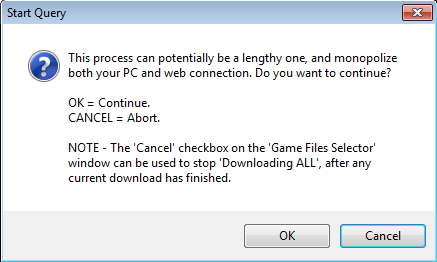 Start Query
This process can potentially be a lengthy one, and monopolize
both your PC and web connection. Do you want to continue?
OK = Continue.
CANCEL = Abort.
NOTE - The 'Cancel' checkbox on the 'Game Files Selector'
window can be used to stop 'Downloading ALL', after any
current download has finished.
OK
Cancel